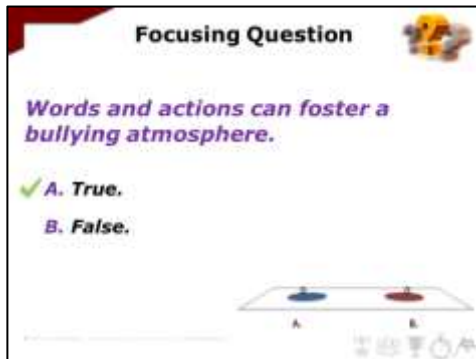 Focusing Question
Words and actions can foster a
bullying atmosphere.
A. True.
B. False.
A.
B.